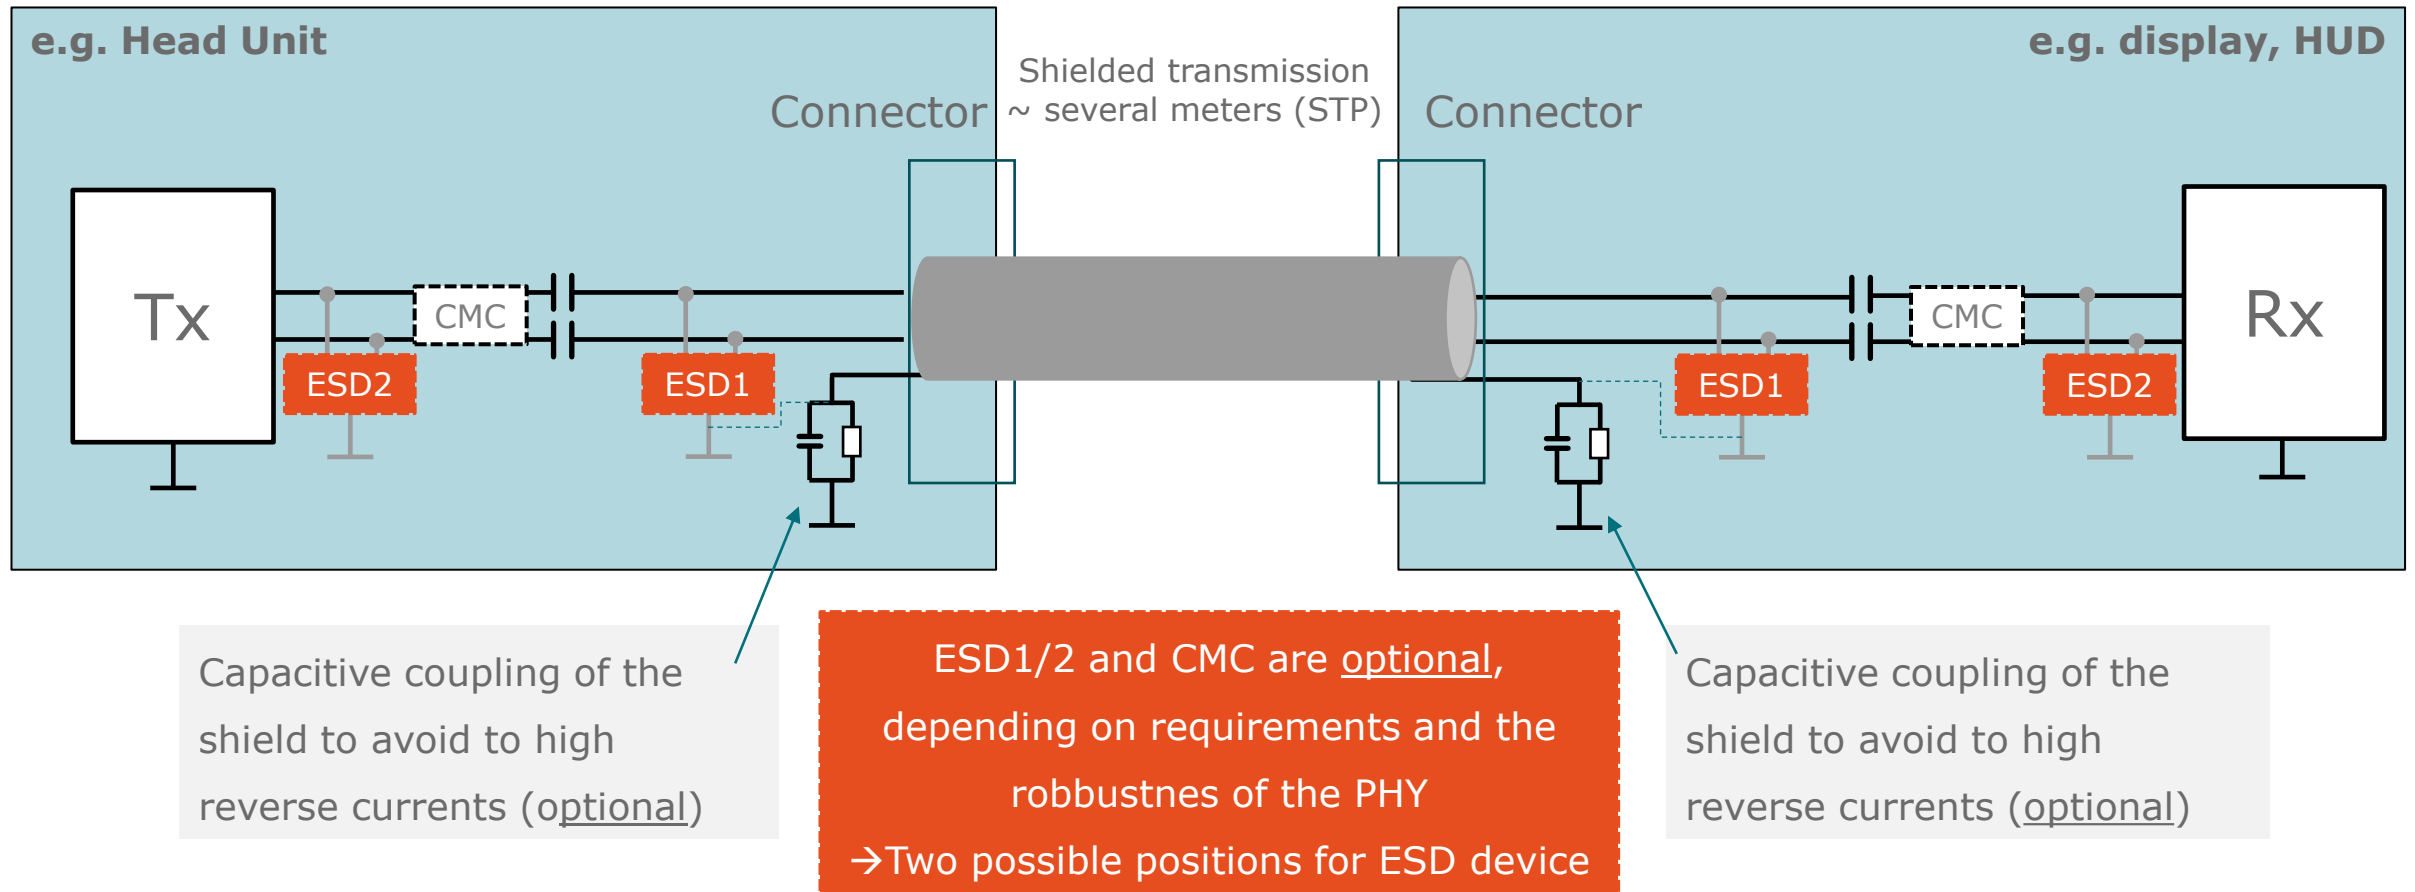 e.g. Head Unit
e.g. display, HUD
Shielded transmission
~ several meters (STP)
Connector
Connector
Tx
CMC
CMC
Rx
ESD2
ESD1
ESD1
ESD2
Capacitive coupling of the
shield to avoid to high
reverse currents (optional)
ESD1/2 and CMC are optional,
depending on requirements and the
robbustnes of the PHY
→Two possible positions for ESD device
Capacitive coupling of the
shield to avoid to high
reverse currents (optional)